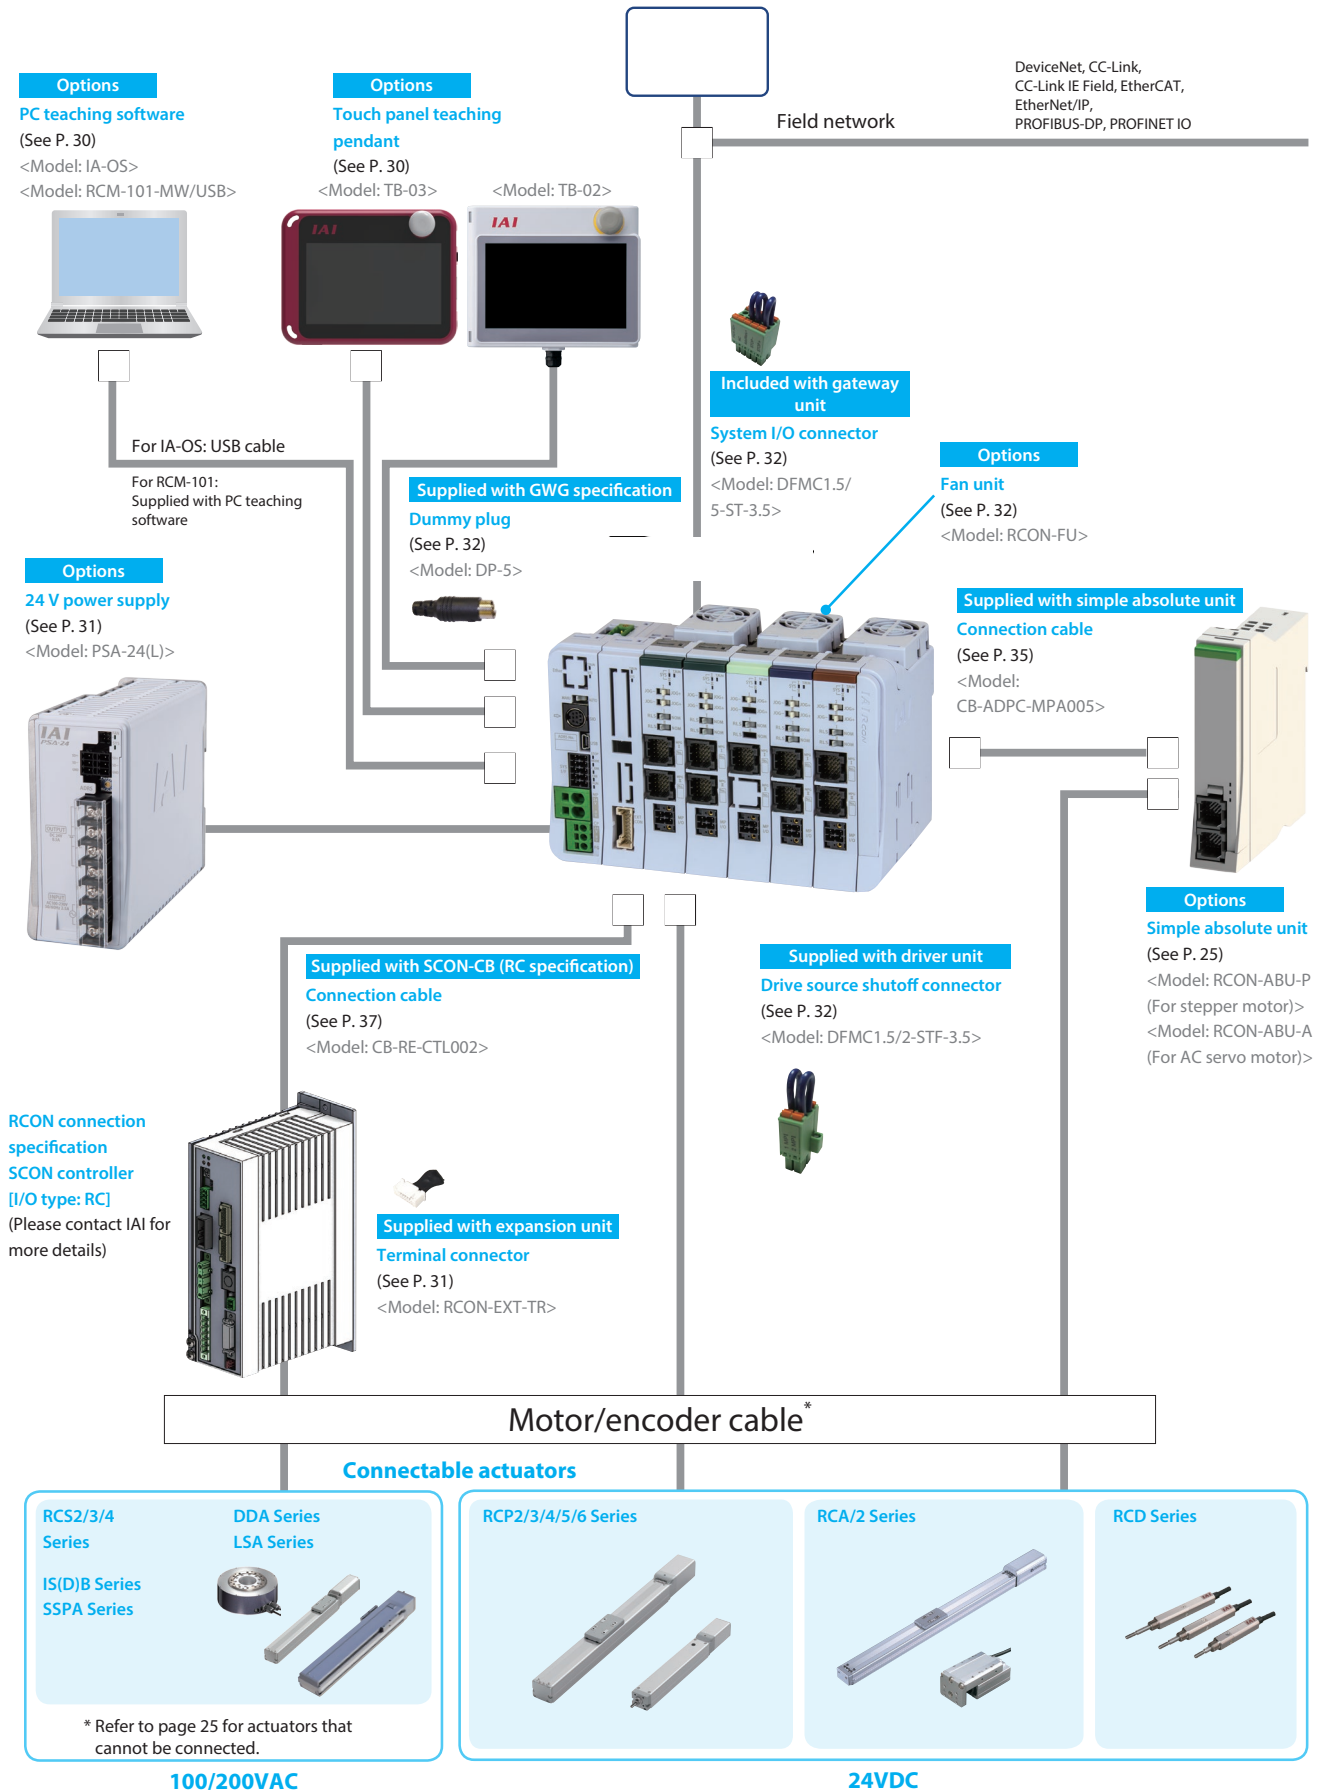 DeviceNet, CC-Link,
CC-Link IE Field, EtherCAT,
EtherNet/IP,
PROFIBUS-DP, PROFINET IO
Field network
Options
PC teaching software
(See P. 30)
<Model: IA-OS>
<Model: RCM-101-MW/USB>
Options
Touch panel teaching
pendant
(See P. 30)
<Model: TB-03>
<Model: TB-02>
IAI
IAI
For IA-OS: USB cable
For RCM-101:
Supplied with PC teaching
software
Included with gateway
unit
System I/O connector
(See P. 32)
<Model: DFMC1.5/
5-ST-3.5>
Options
Fan unit
(See P. 32)
<Model: RCON-FU>
Supplied with GWG specification
Dummy plug
(See P. 32)
<Model: DP-5>
Options
24 V power supply
(See P. 31)
<Model: PSA-24(L)>
IAI
PSA-24
Supplied with simple absolute unit
Connection cable
(See P. 35)
<Model:
CB-ADPC-MPA005>
Options
Simple absolute unit
(See P. 25)
<Model: RCON-ABU-P
(For stepper motor)>
<Model: RCON-ABU-A
(For AC servo motor)>
Supplied with SCON-CB (RC specification)
Connection cable
(See P. 37)
<Model: CB-RE-CTL002>
Supplied with driver unit
Drive source shutoff connector
(See P. 32)
<Model: DFMC1.5/2-STF-3.5>
RCON connection
specification
SCON controller
[I/O type: RC]
(Please contact IAI for
more details)
Supplied with expansion unit
Terminal connector
(See P. 31)
<Model: RCON-EXT-TR>
Motor/encoder cable*
Connectable actuators
RCS2/3/4
Series
IS(D)B Series
SSPA Series
DDA Series
LSA Series
* Refer to page 25 for actuators that
cannot be connected.
100/200VAC
RCP2/3/4/5/6 Series
RCA/2 Series
RCD Series
24VDC